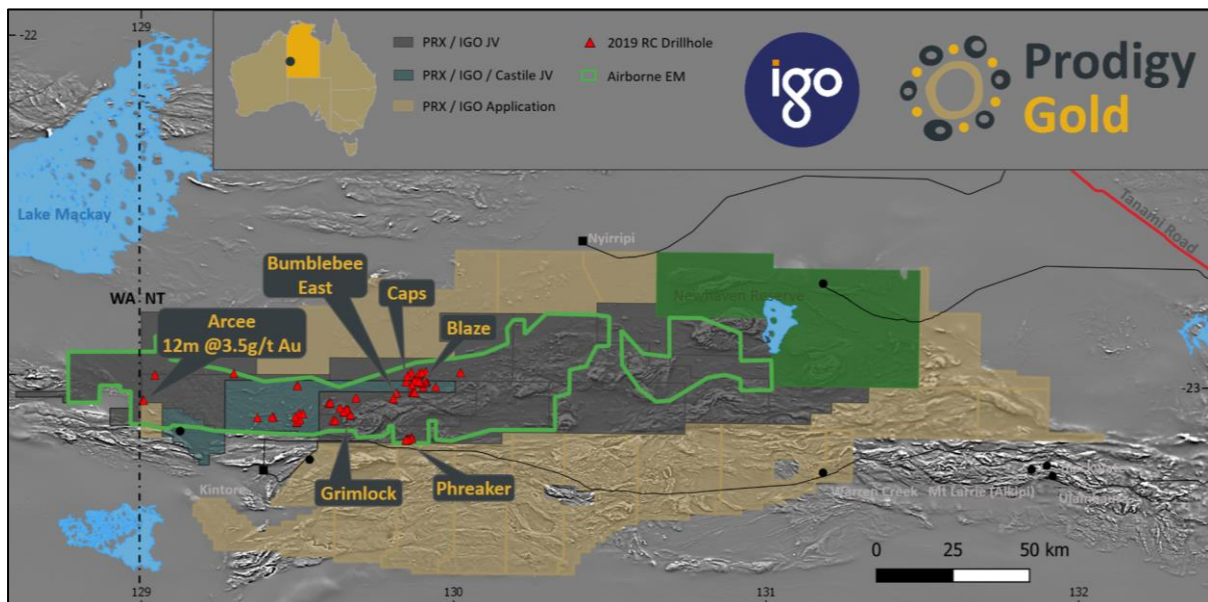 129
-22
PRX / IGO JV
2019 RC Drillhole
PRX / IGO / Castile JV
Airborne EM
PRX / IGO Application
igo
Prodigy
Gold
Lake Mackay
Tanami Road
Nyirripi
WA NT
Bumblebee
East
Caps
Newhaven Reserve
Arcee
12m @3.5g/t Au
Blaze
-23
Grimlock
Phreaker
Kintore
Warren Creek
Mt Larrie (Alkipi)
0 25 50 km
129
130
131
132